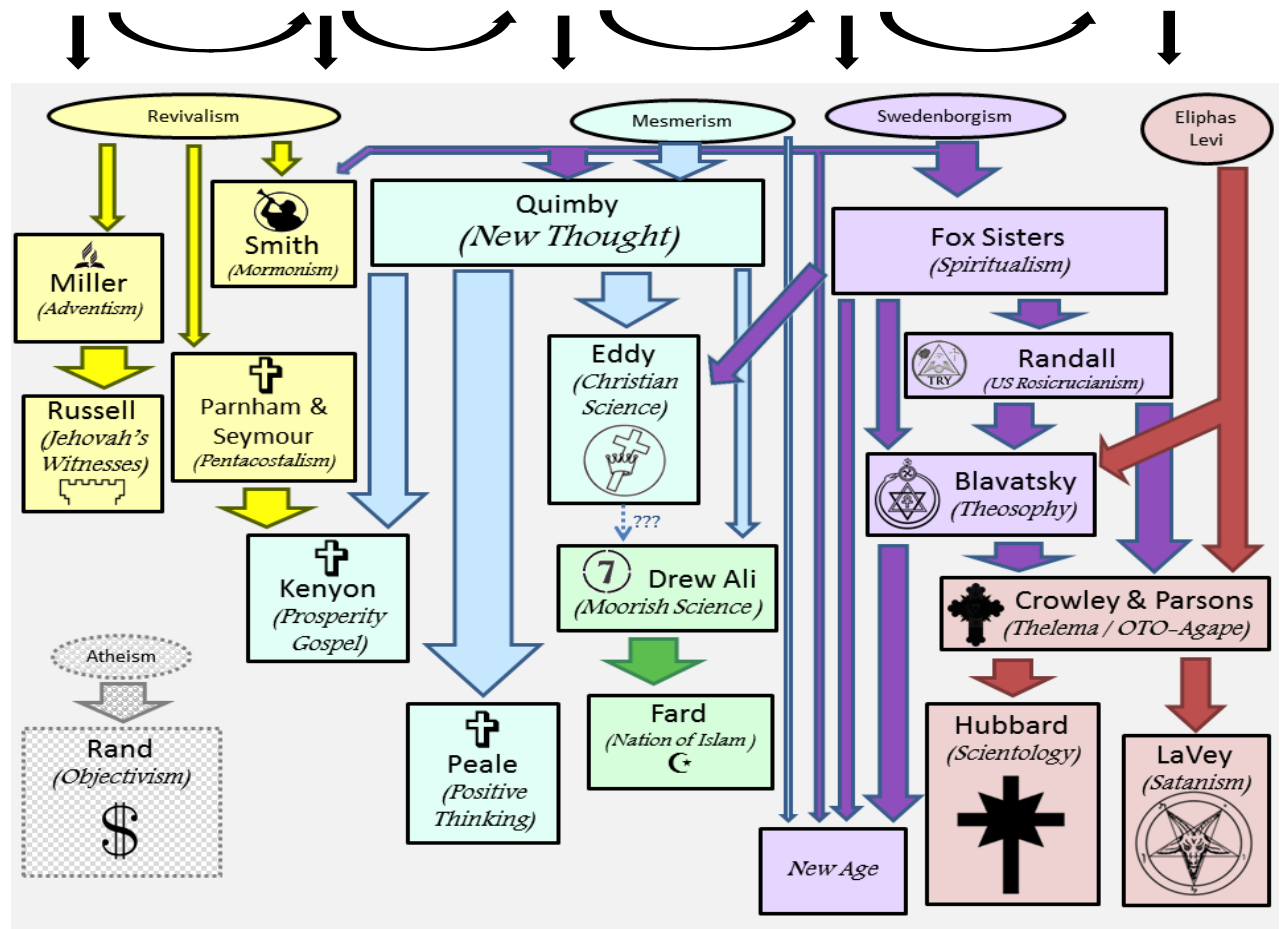 Revivalism
Mesmerism
Swedenborgism
Eliphas
Levi
Smith
(Mormonism)
Quimby
(New Thought)
Fox Sisters
(Spiritualism)
Miller
(Adventism)
Eddy
(Christian
Science)
TRY
Randall
(US Rosicrucianism)
Russell
(Jehovah's
Witnesses)
Parnham &
Seymour
(Pentacostalism)
Blavatsky
(Theosophy)
???
Kenyon
(Prosperity
Gospel)
7
Drew Ali
(Moorish Science)
Crowley & Parsons
(Thelema / OTO-Agape)
Atheism
Rand
(Objectivism)
$
Peale
(Positive
Thinking)
Fard
(Nation of Islam)
New Age
Hubbard
(Scientology)
LaVey
(Satanism)